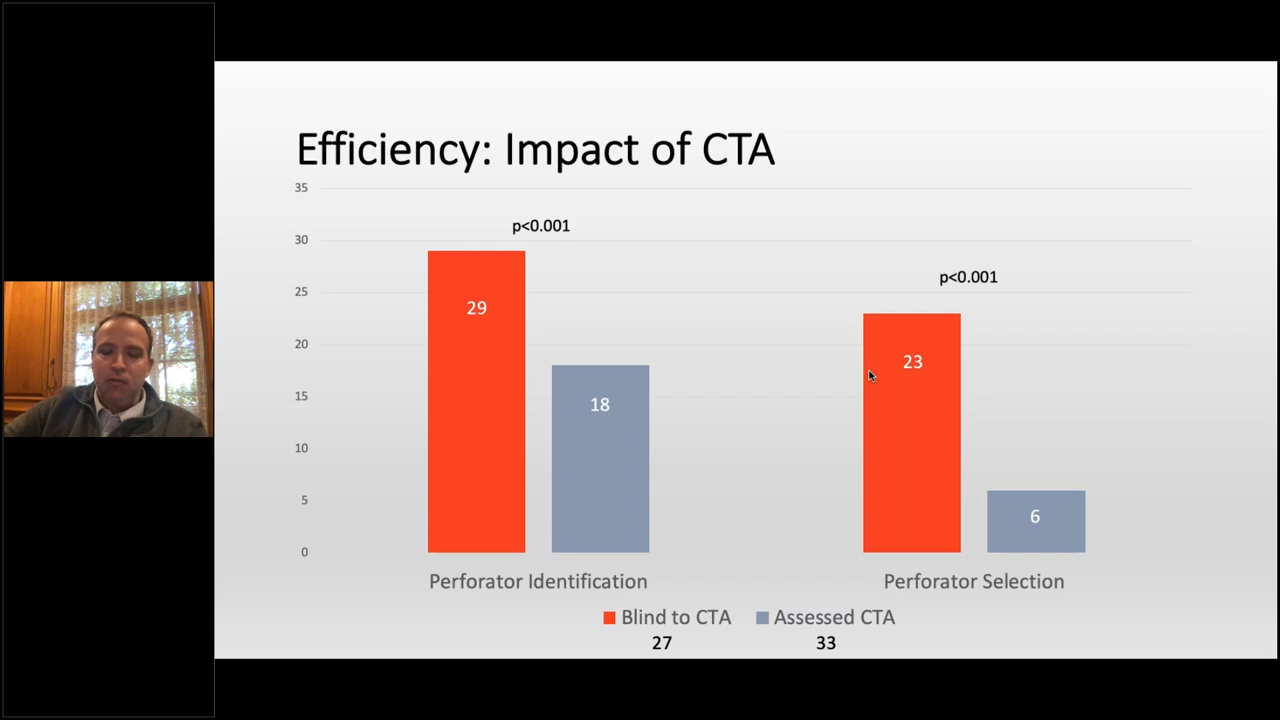 Efficiency: Impact of CTA
35
p<0.001
30
p<0.001
25
29
20
23
15
18
10
5
6
0
Perforator Identification
Perforator Selection
Blind to CTA
Assessed CTA
27
33